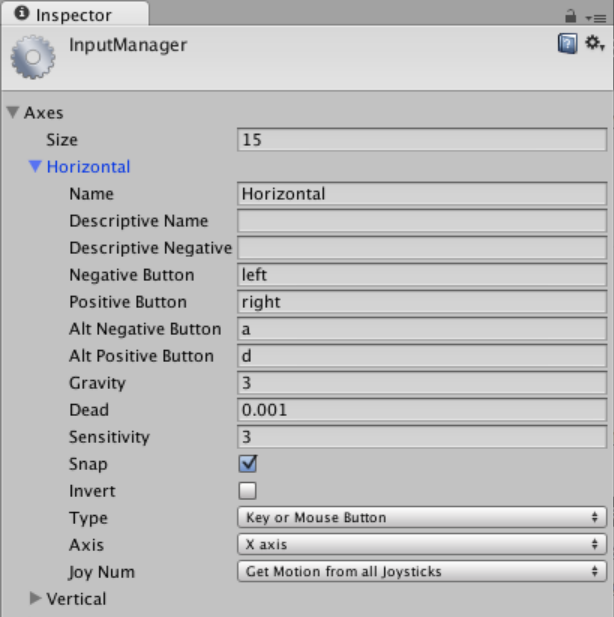 Inspector
InputManager
Axes
Size 15
Horizontal
Name Horizontal
Descriptive Name
Descriptive Negative
Negative Button left
Positive Button right
Alt Negative Button a
Alt Positive Button d
Gravity 3
Dead 0.001
Sensitivity 3
Snap
Invert
Type Key or Mouse Button
Axis X axis
Joy Num Get Motion from all Joysticks
Vertical